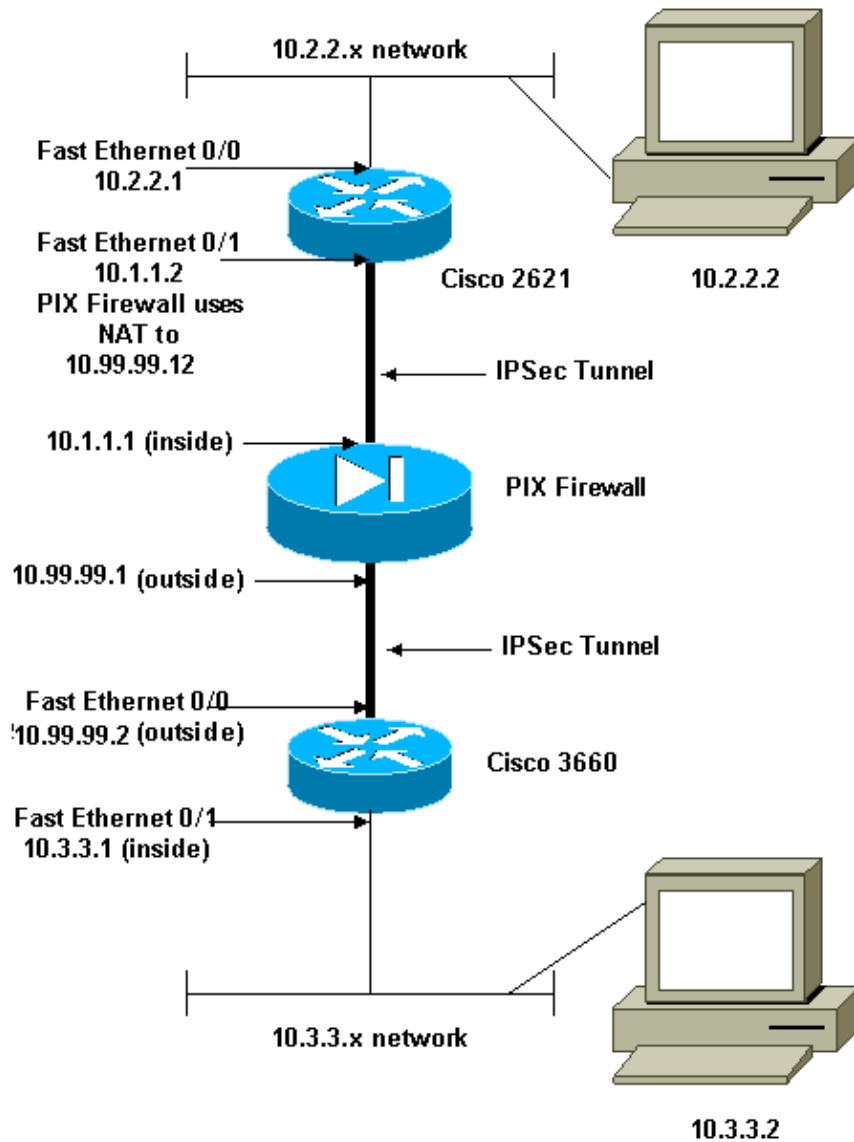 10.2.2.x network
Fast Ethernet 0/0
10.2.2.1
Fast Ethernet 0/1
10.1.1.2
PIX Firewall uses
NAT to
10.99.99.12
Cisco 2621
10.2.2.2
IPSec Tunnel
10.1.1.1 (inside)
PIX Firewall
10.99.99.1 (outside)
IPSec Tunnel
Fast Ethernet 0/0
10.99.99.2 (outside)
Cisco 3660
Fast Ethernet 0/1
10.3.3.1 (inside)
10.3.3.x network
10.3.3.2